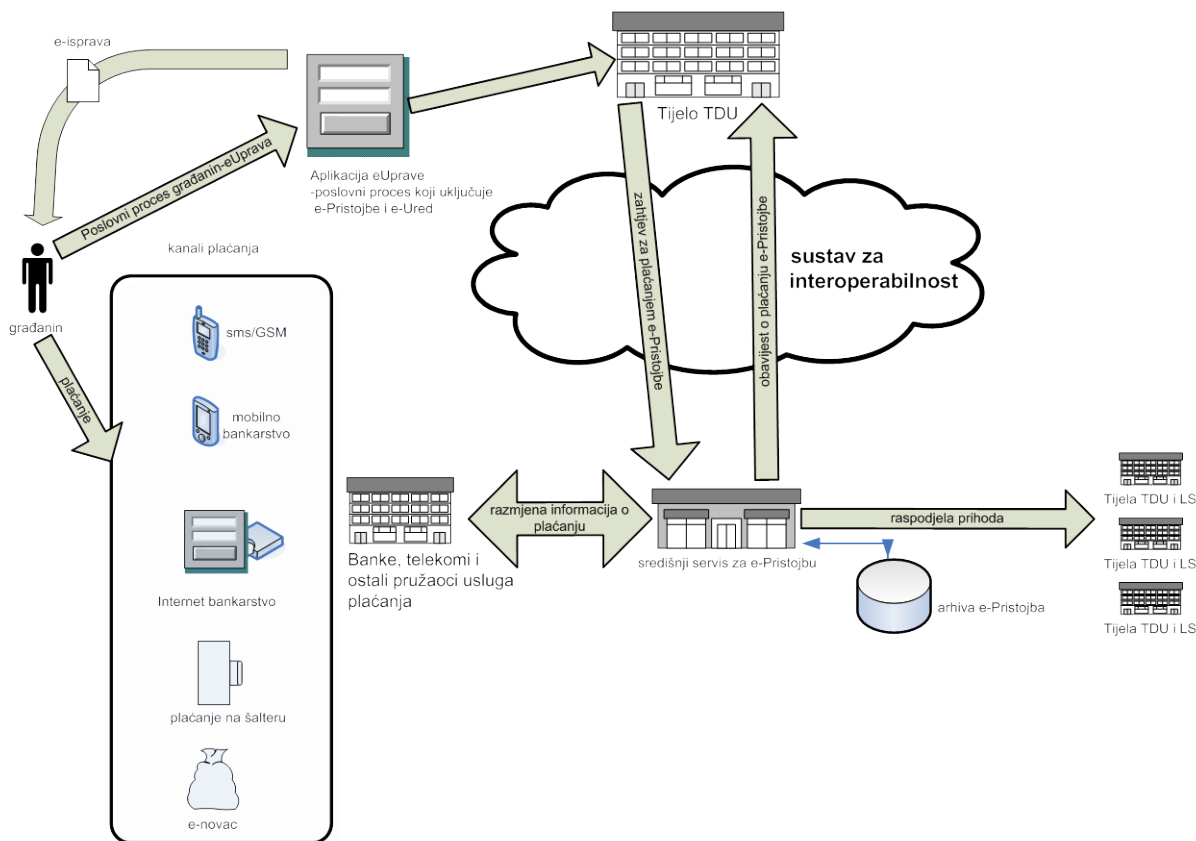 e-isprava
Poslovni proces građanin-eUprava
Aplikacija eUprave
-poslovni proces koji uključuje
e-Pristojbe i e-Ured
Tijelo TDU
građanin
kanali plaćanja
plaćanje
sms/GSM
mobilno
bankarstvo
Internet bankarstvo
plaćanje na šalteru
e-novac
zahtjev za plaćanjem e-Pristojbe
obavijest o plaćanju e-Pristojbe
sustav za
interoperabilnost
Banke, telekomi i
ostali pružaoci usluga
plaćanja
razmjena informacija o
plaćanju
središnji servis za e-Pristojbu
raspodjela prihoda
arhiva e-Pristojba
Tijela TDU i LS
Tijela TDU i LS
Tijela TDU i LS